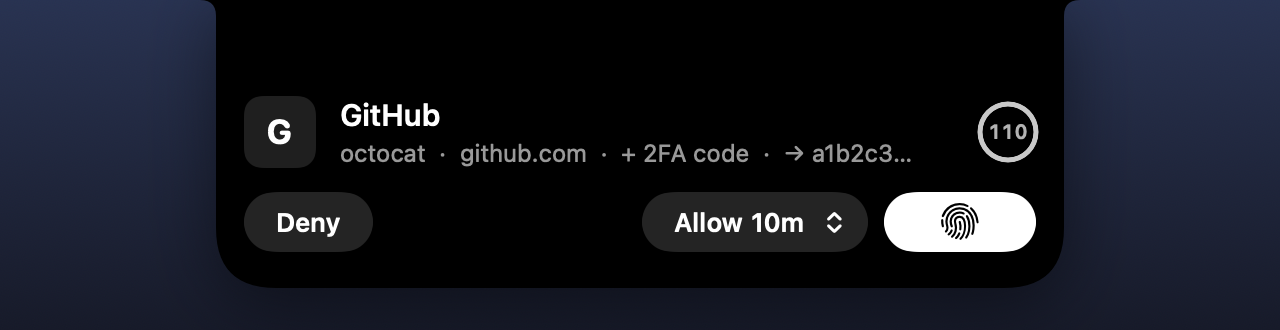 G
GitHub
octocat · github.com · + 2FA code · → a1b2c3...
110
Deny
Allow 10m